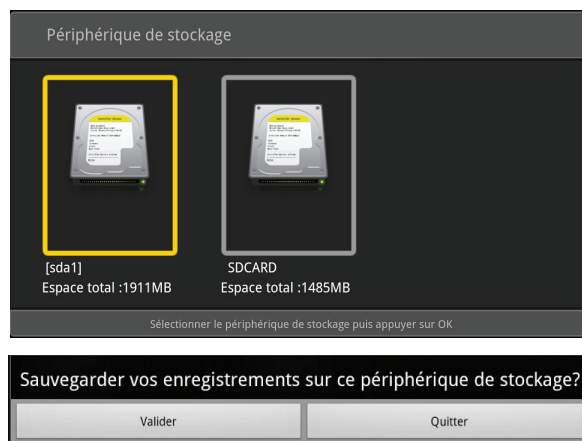 Périphérique de stockage
[sda1]
Espace total :1911MB
SDCARD
Espace total :1485MB
Sélectionner le périphérique de stockage puis appuyer sur OK
Sauvegarder vos enregistrements sur ce périphérique de stockage?
Valider
Quitter